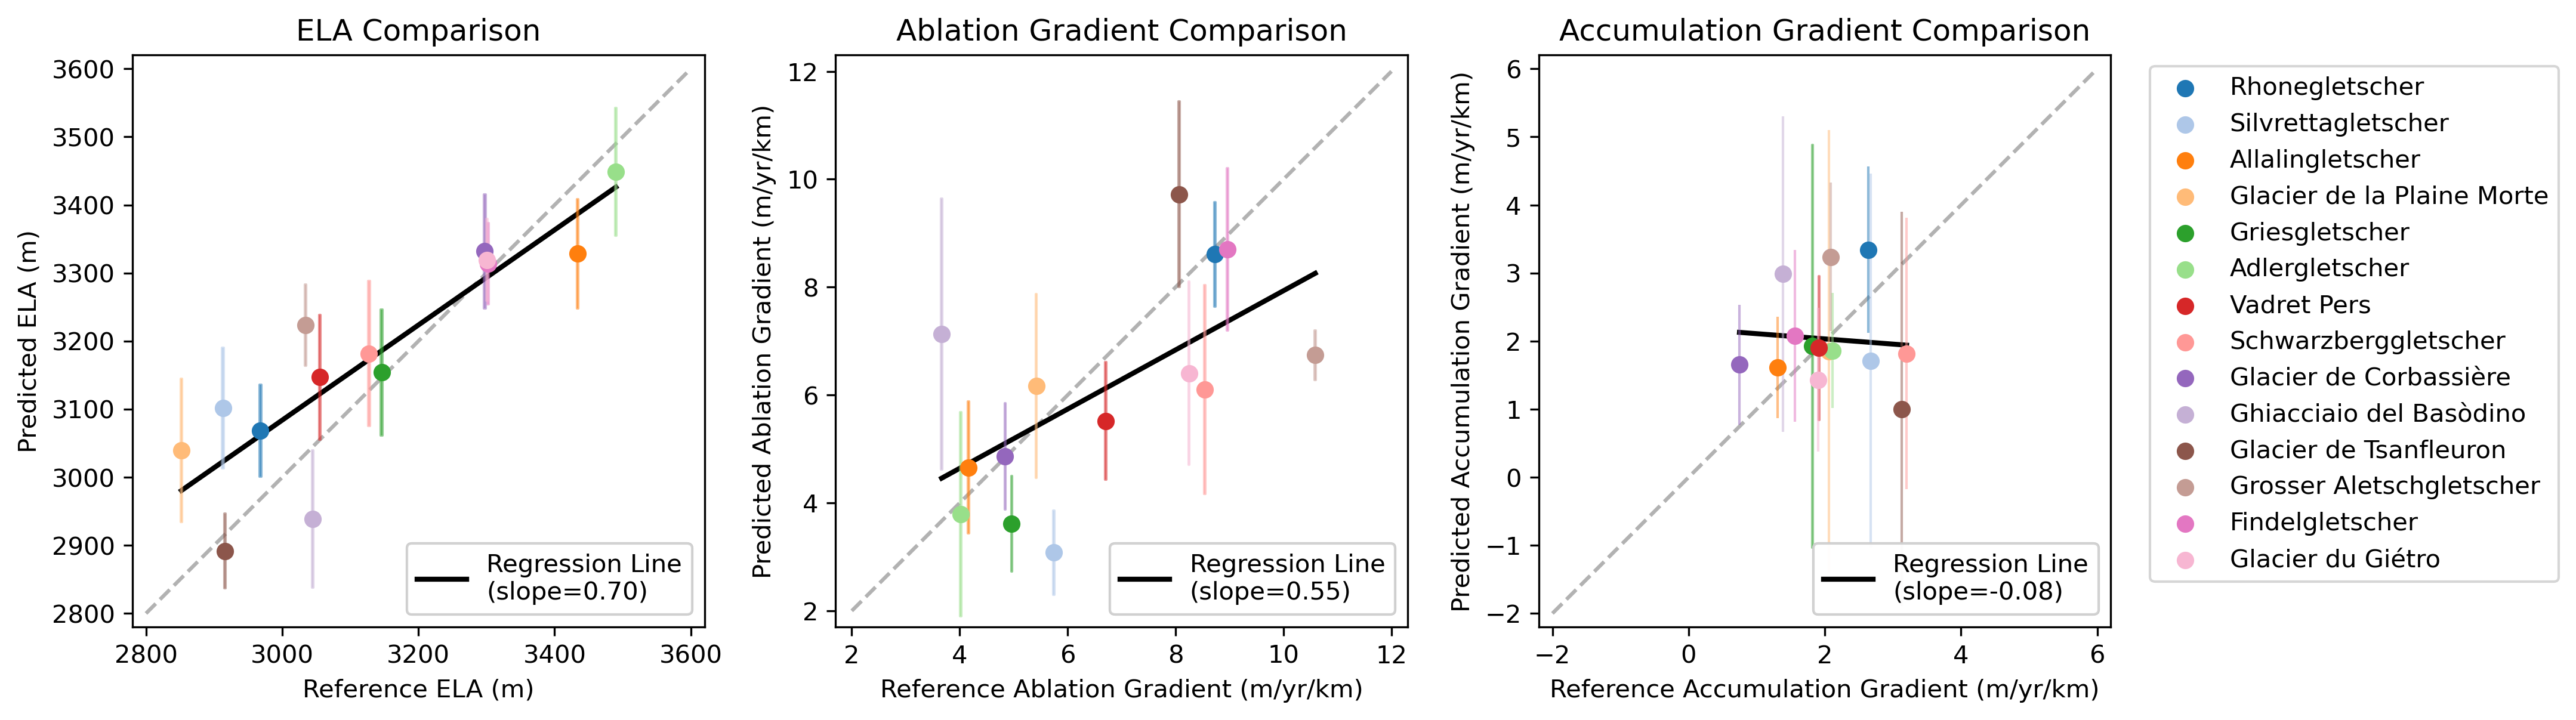 ELA Comparison
Predicted ELA (m)
3600
3500
3400
3300
3200
3100
3000
2900
2800
2800 3000 3200 3400 3600
Reference ELA (m)
Regression Line
(slope=0.70)
Ablation Gradient Comparison
Predicted Ablation Gradient (m/yr/km)
12
10
8
6
4
2
2 4 6 8 10 12
Reference Ablation Gradient (m/yr/km)
Regression Line
(slope=0.55)
Accumulation Gradient Comparison
Predicted Accumulation Gradient (m/yr/km)
6
5
4
3
2
1
0
−1
−2
−2 0 2 4 6
Reference Accumulation Gradient (m/yr/km)
Regression Line
(slope=-0.08)
Rhonegletscher
Silvrettagletscher
Allalingletscher
Glacier de la Plaine Morte
Griesgletscher
Adlergletscher
Vadret Pers
Schwarzberggletscher
Glacier de Corbassière
Ghiacciaio del Basòdino
Glacier de Tsanfleuron
Grosser Aletschgletscher
Findelgletscher
Glacier du Giétro